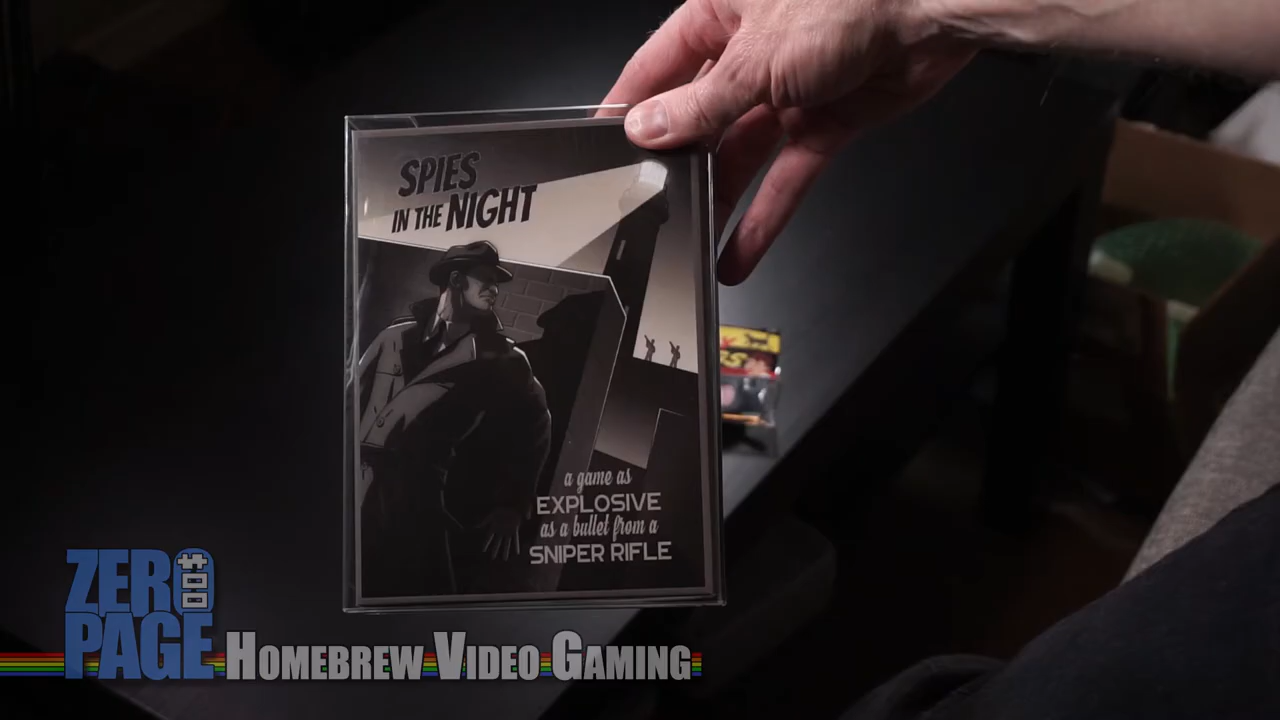 SPIES
IN THE NIGHT
a game as
EXPLOSIVE
as a bullet from a
SNIPER RIFLE
ZERO
PAGE
HOMEBREW VIDEO GAMING